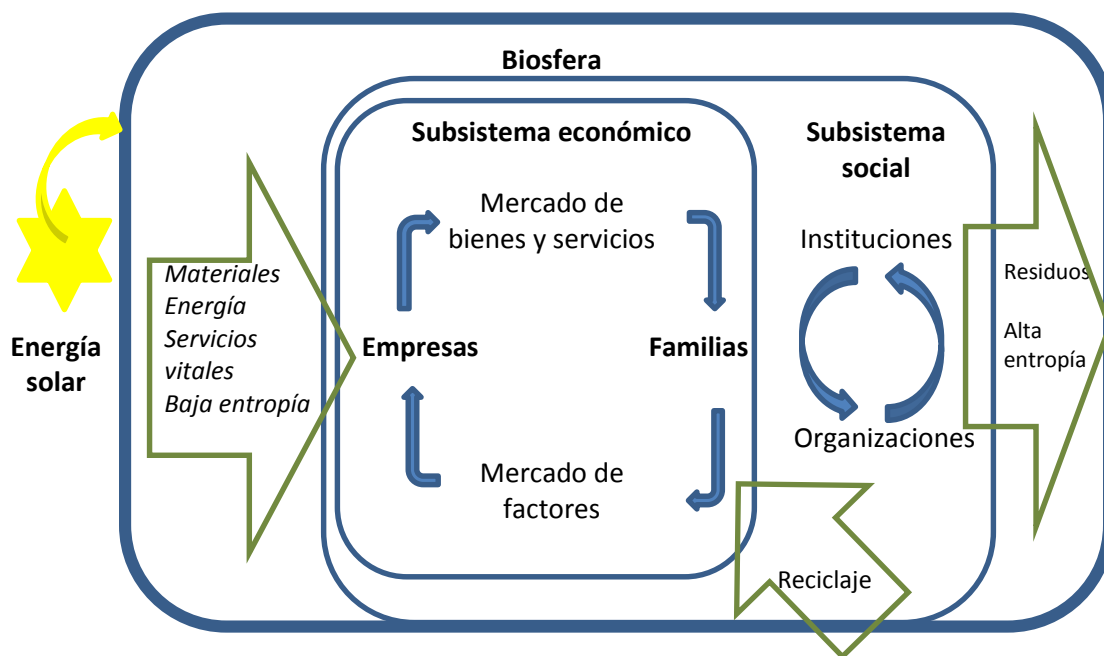 Biosfera
Subsistema económico
Subsistema
social
Mercado de
bienes y servicios
Instituciones
Materiales
Energía
Servicios
vitales
Baja entropía
Residuos
Alta
entropía
Energía
solar
Empresas
Familias
Organizaciones
Mercado de
factores
Reciclaje